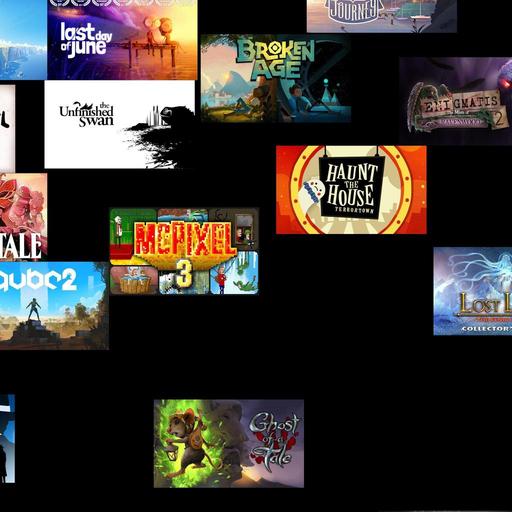 JOURNEY
last day
of june
BROKEN
AGE
the
Unfinished
Swan
ENIGMATIS
2
HAUNT
THE
HOUSE
TERRORTOWN
TALE
MCPIXEL
3
QUBE 2
LOST
COLLECTOR'S
Ghost
of a
Tale